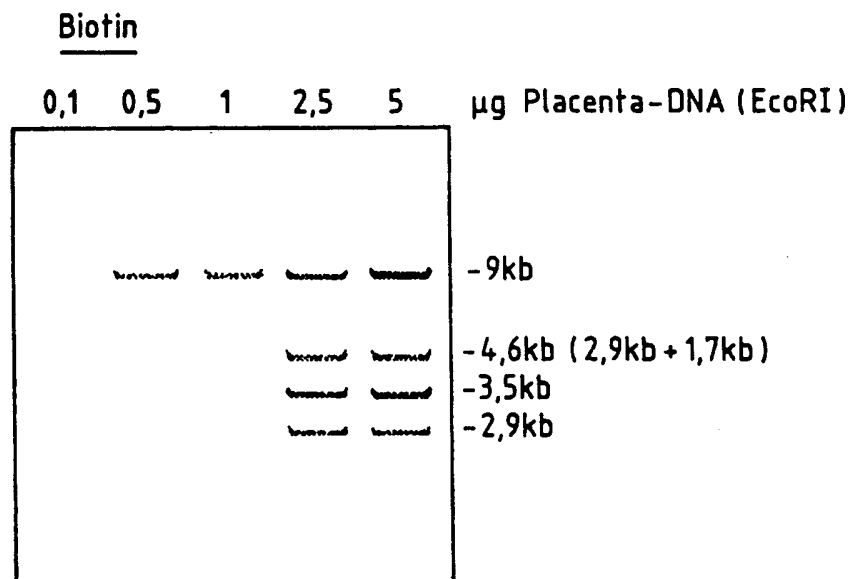 Biotin
0,1 0,5 1 2,5 5 µg Placenta-DNA (EcoRI)
-9kb
-4,6kb (2,9kb+1,7kb)
-3,5kb
-2,9kb